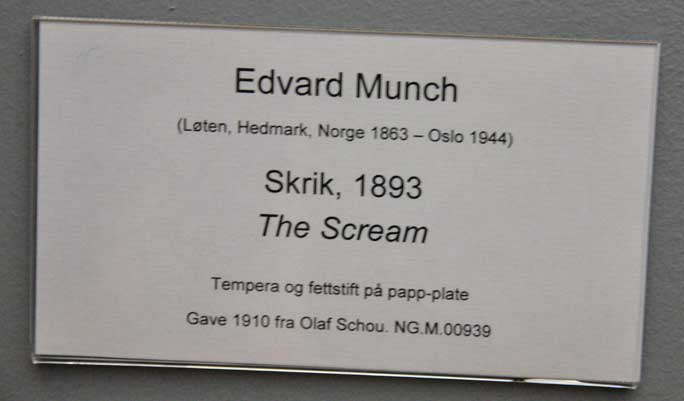 Edvard Munch
(Løten, Hedmark, Norge 1863 – Oslo 1944)
Skrik, 1893
The Scream
Tempera og fettstift på papp-plate
Gave 1910 fra Olaf Schou. NG.M.00939